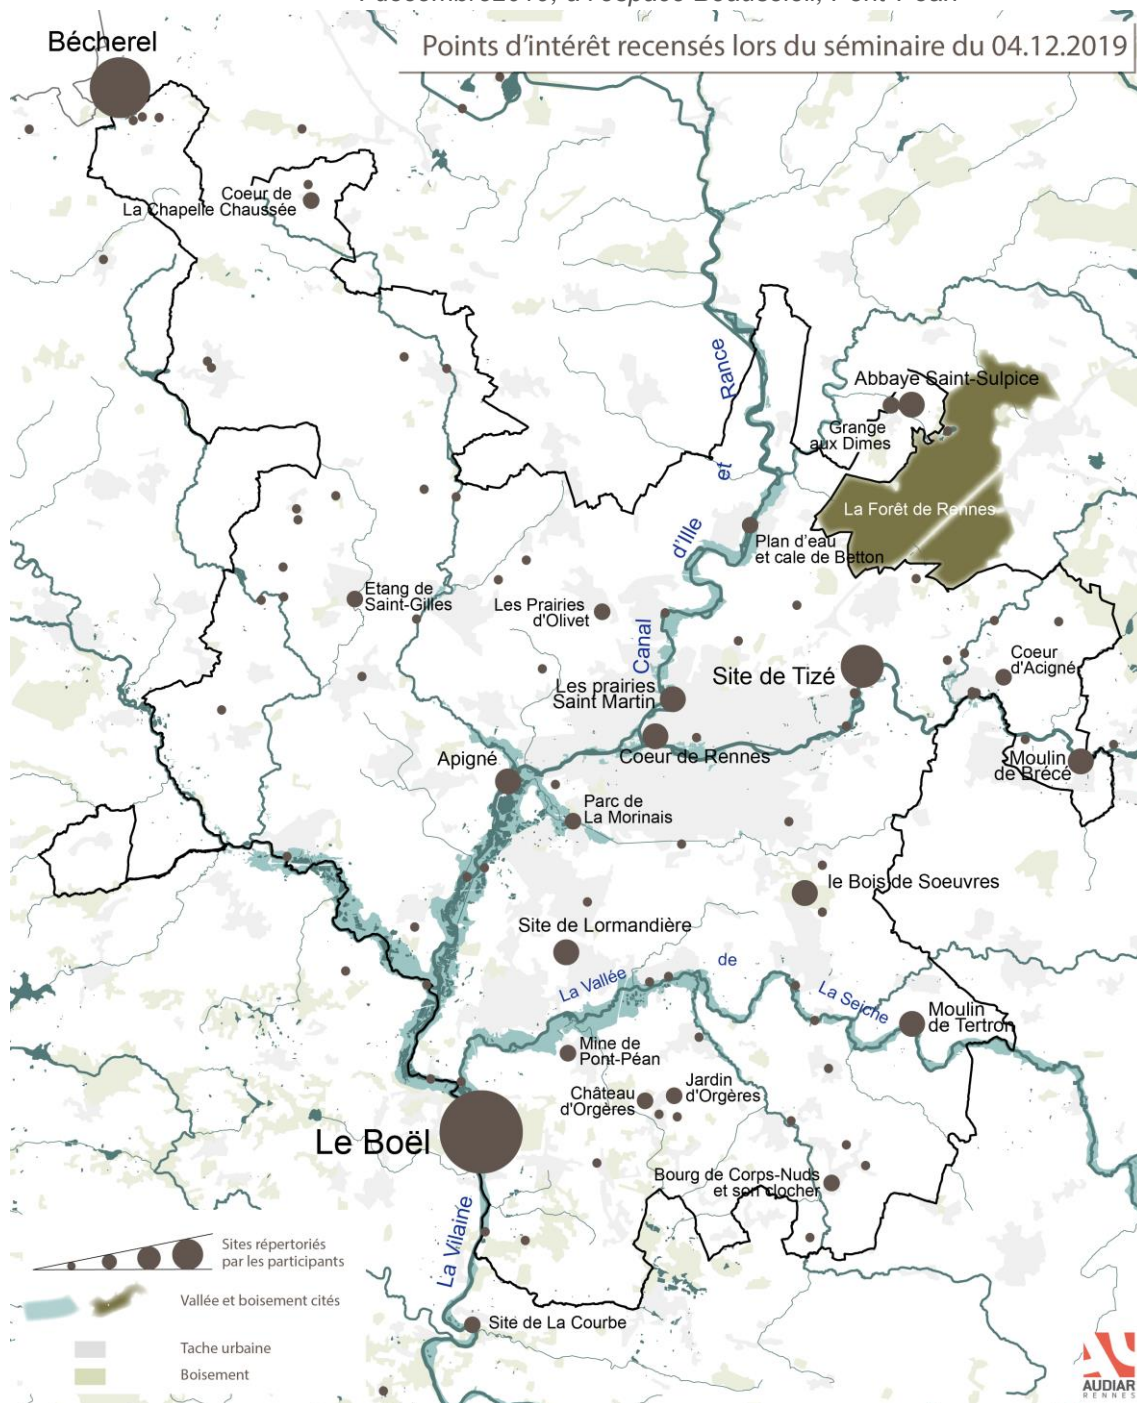 Points d'intérêt recensés lors du séminaire du 04.12.2019
Bécherel
Coeur de
La Chapelle Chaussée
Canal
d'Ille
et
Rance
Abbaye Saint-Sulpice
Grange
aux Dimes
La Forêt de Rennes
Plan d'eau
et cale de Betton
Etang de
Saint-Gilles
Les Prairies
d'Olivet
Coeur
d'Acigné
Site de Tizé
Les prairies
Saint Martin
Coeur de Rennes
Moulin
de Brécé
Apigné
Parc de
La Morinais
le Bois de Soeuvres
Site de Lormandière
La Vallée
de
La Seiche
Moulin
de Tertron
Mine de
Pont-Péan
Château
d'Orgères
Jardin
d'Orgères
Le Boël
Bourg de Corps-Nuds
et son clocher
La Vilaine
Site de La Courbe
Sites répertoriés
par les participants
Vallée et boisement cités
Tache urbaine
Boisement
AUDIAR
RENNES